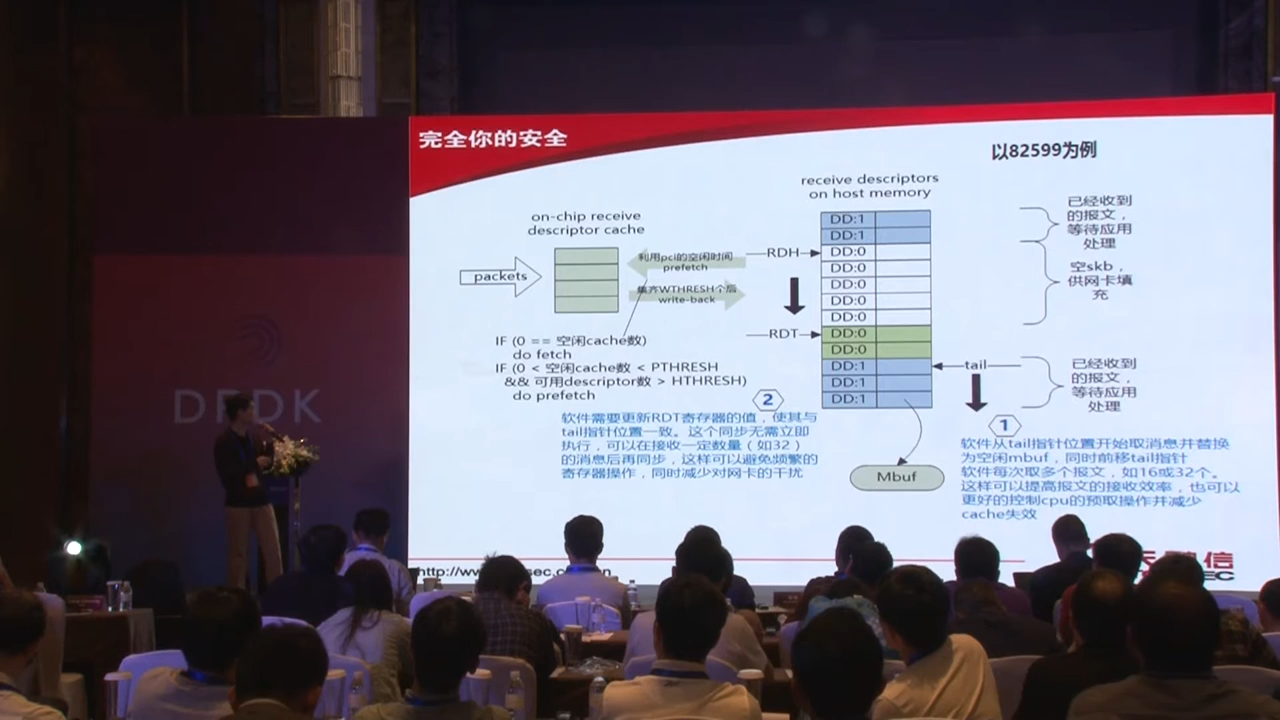 完全你的安全
以82599为例
receive descriptors
on host memory
on-chip receive
descriptor cache
packets
利用pci的空闲时间
prefetch
集齐WTHRESH个后
write-back
RDH
RDT
DD:1
DD:1
DD:0
DD:0
DD:0
DD:0
DD:0
DD:0
DD:0
DD:1
DD:1
DD:1
tail
已经收到
的报文，
等待应用
处理
空skb，
供网卡填
充
已经收到
的报文，
等待应用
处理
IF (0 == 空闲cache数)
do fetch
IF (0 < 空闲cache数 < PTHRESH
&& 可用descriptor数 > HTHRESH)
do prefetch
2
软件需要更新RDT寄存器的值，使其与
tail指针位置一致。这个同步无需立即
执行，可以在接收一定数量（如32）
的消息后再同步，这样可以避免频繁的
寄存器操作，同时减少对网卡的干扰
Mbuf
1
软件从tail指针位置开始取消息并替换
为空闲mbuf，同时前移tail指针
软件每次取多个报文，如16或32个。
这样可以提高报文的接收效率，也可以
更好的控制cpu的预取操作并减少
cache失效
DPDK